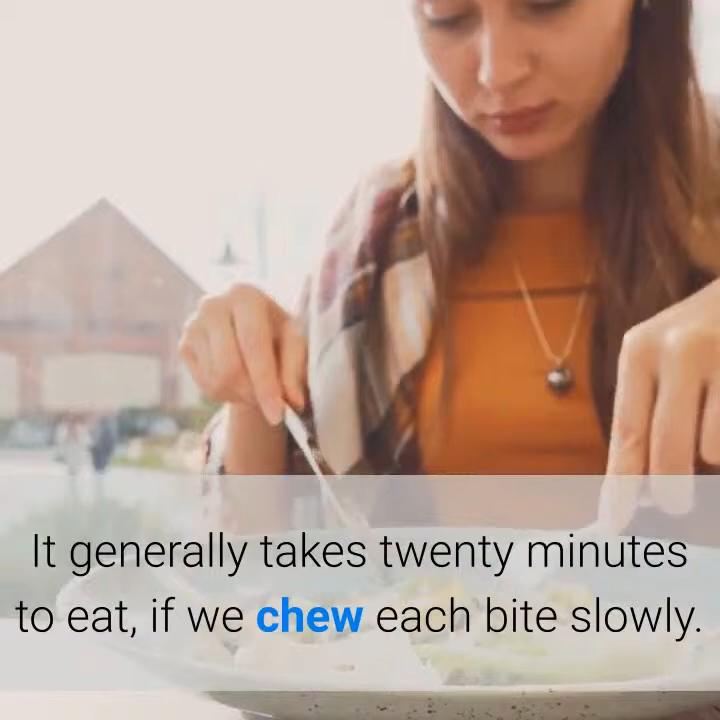 It generally takes twenty minutes
to eat, if we chew each bite slowly.